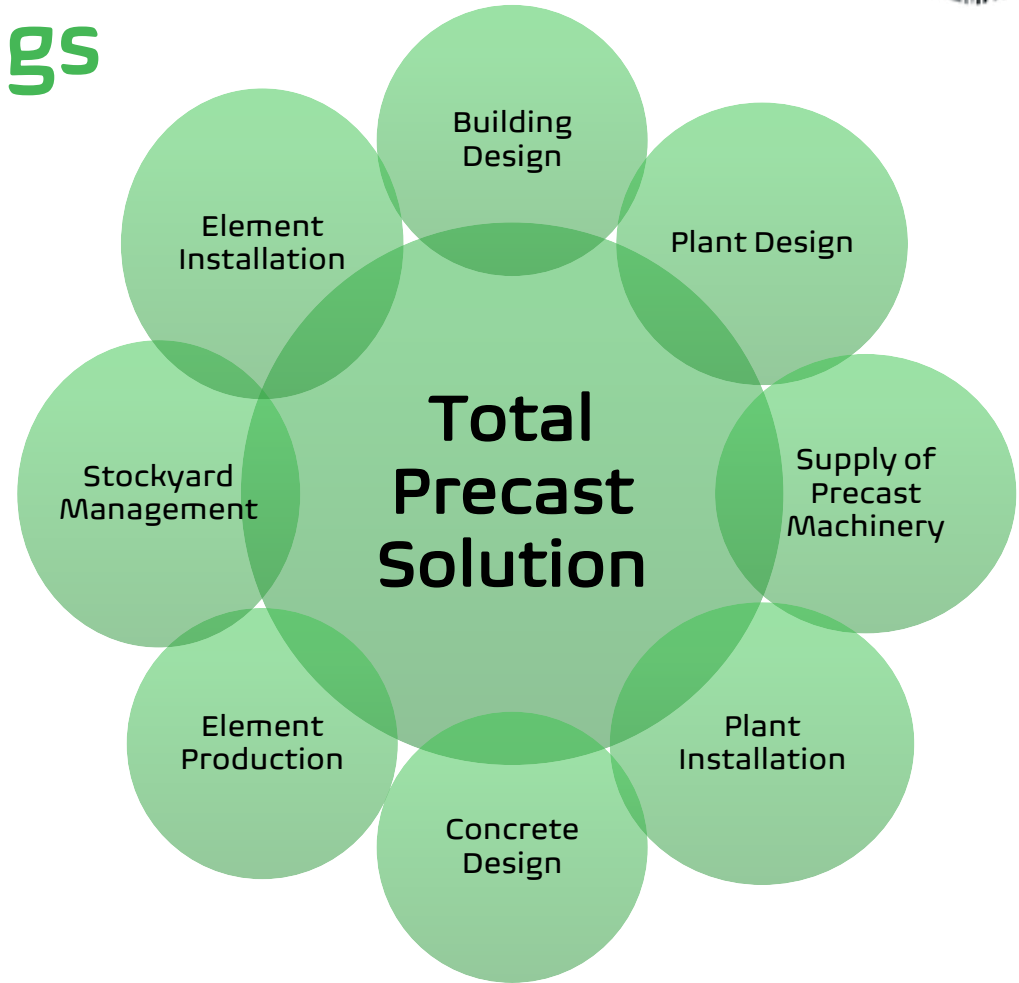 gs
Building
Design
Plant Design
Supply of
Precast
Machinery
Plant
Installation
Concrete
Design
Element
Production
Stockyard
Management
Element
Installation
Total
Precast
Solution